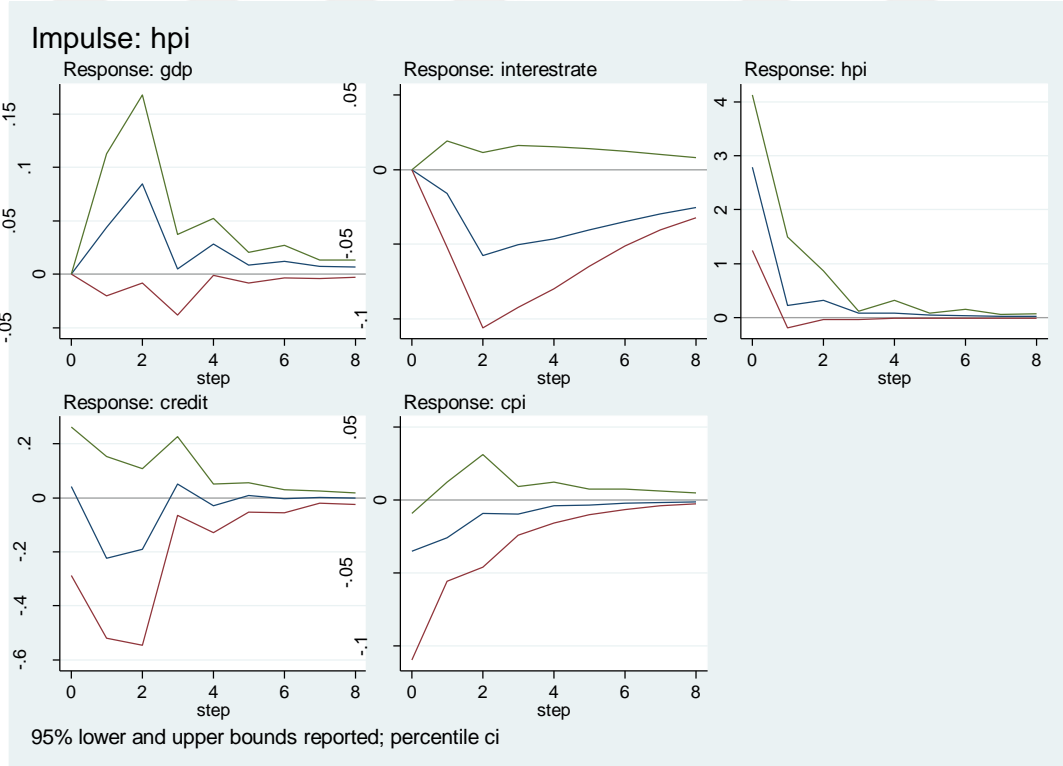 Impulse: hpi
Response: gdp
.15
.1
.05
0
-.05
0 2 4 6 8
step
Response: interestrate
.05
0
-.05
-.1
0 2 4 6 8
step
Response: hpi
4
3
2
1
0
0 2 4 6 8
step
Response: credit
.2
0
-.2
-.4
-.6
0 2 4 6 8
step
Response: cpi
.05
0
-.05
-.1
0 2 4 6 8
step
95% lower and upper bounds reported; percentile ci